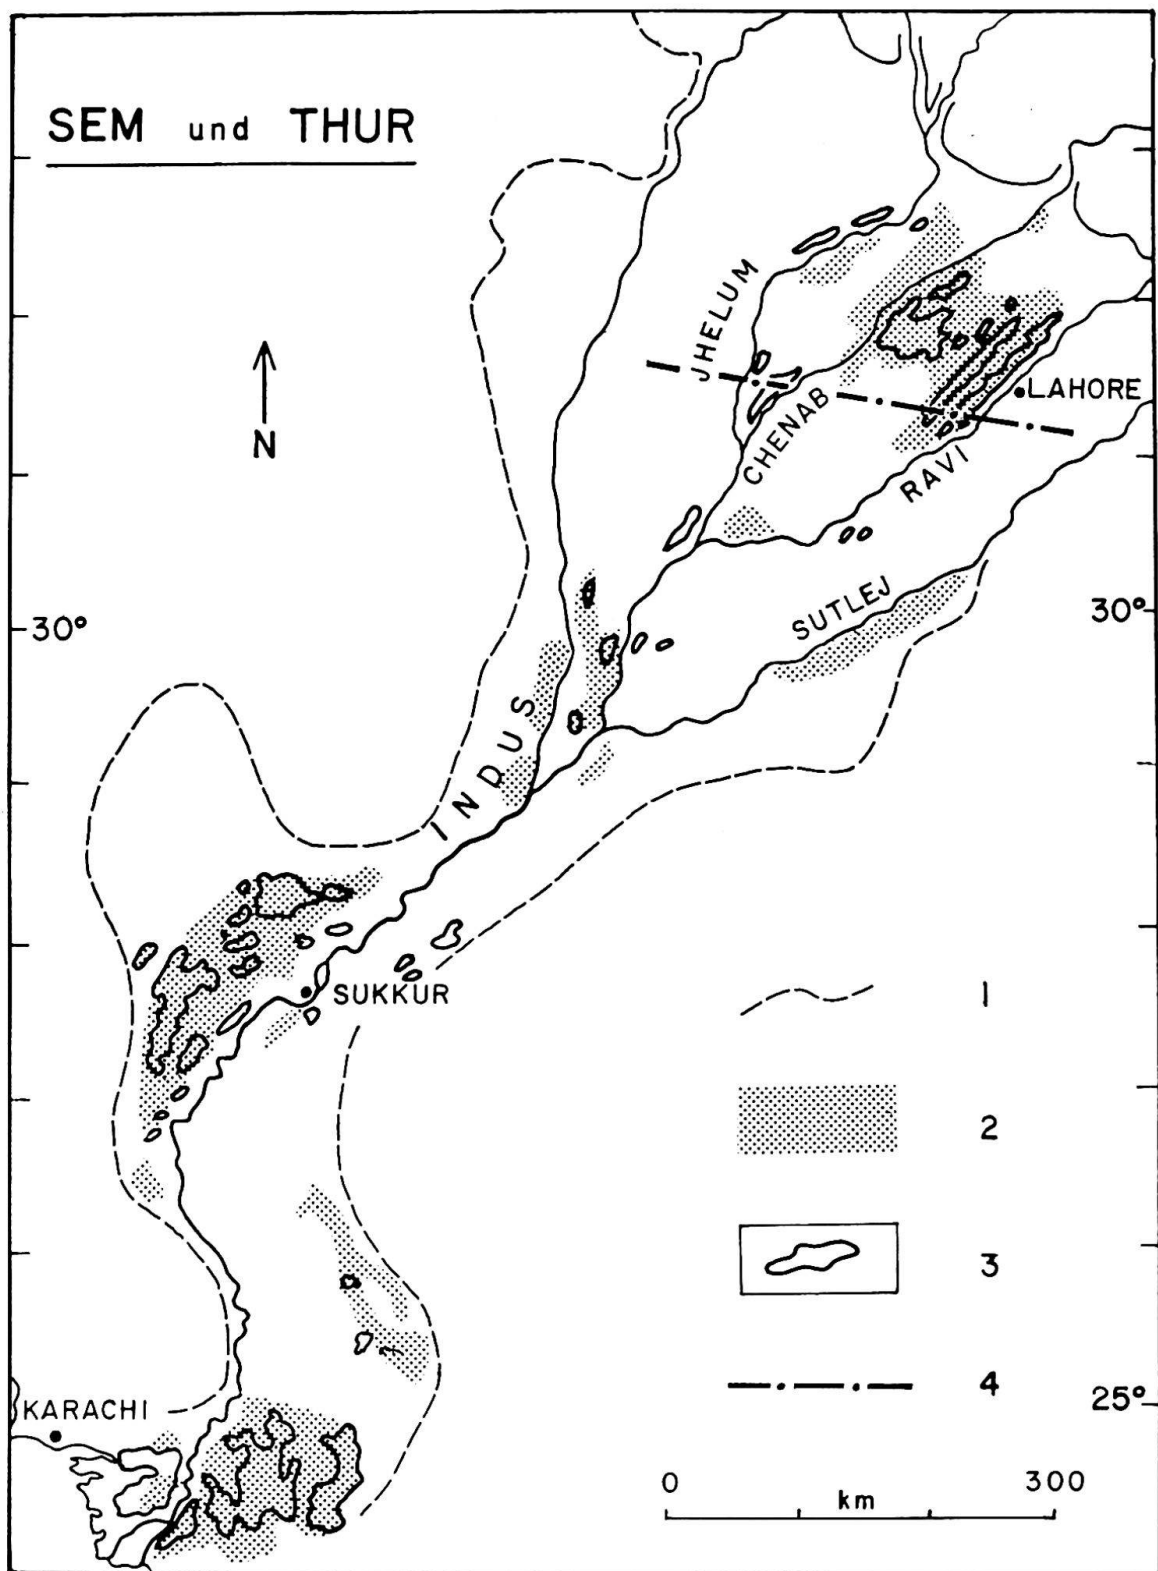 SEM und THUR
N
JHELUM
CHENAB
LAHORE
RAVI
SUTLEJ
30°
30°
INDUS
SUKKUR
1
2
3
4
25°
KARACHI
0 300
km